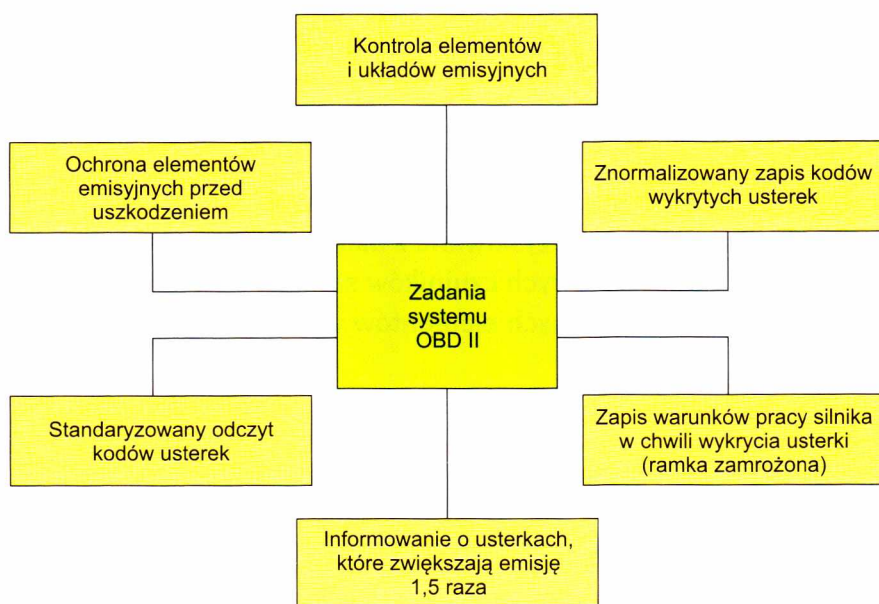 Kontrola elementów
i układów emisyjnych
Ochrona elementów
emisyjnych przed
uszkodzeniem
Znormalizowany zapis kodów
wykrytych usterek
Zadania
systemu
OBD II
Standaryzowany odczyt
kodów usterek
Zapis warunków pracy silnika
w chwili wykrycia usterki
(ramka zamrożona)
Informowanie o usterkach,
które zwiększają emisję
1,5 raza